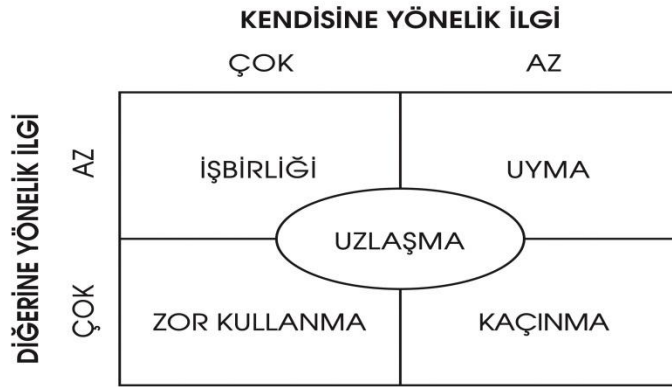 KENDİSİNE YÖNELİK İLGİ
ÇOK AZ
DİĞERİNE YÖNELİK İLGİ
AZ
İŞBİRLİĞİ UYMA
UZLAŞMA
ÇOK
ZOR KULLANMA KAÇINMA